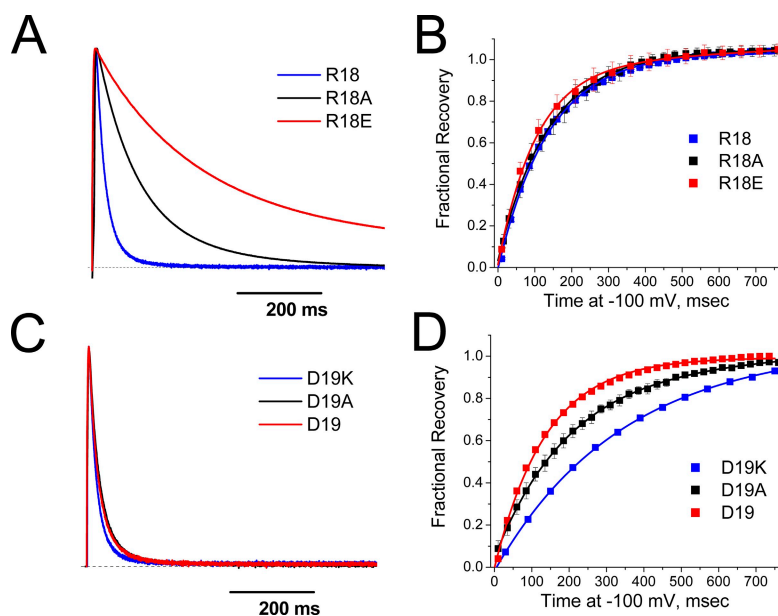 A
R18
R18A
R18E
200 ms
B
Fractional Recovery
1.0
0.8
0.6
0.4
0.2
0.0
R18
R18A
R18E
0 100 200 300 400 500 600 700
Time at -100 mV, msec
C
D19K
D19A
D19
200 ms
D
Fractional Recovery
1.0
0.8
0.6
0.4
0.2
0.0
D19K
D19A
D19
0 100 200 300 400 500 600 700
Time at -100 mV, msec